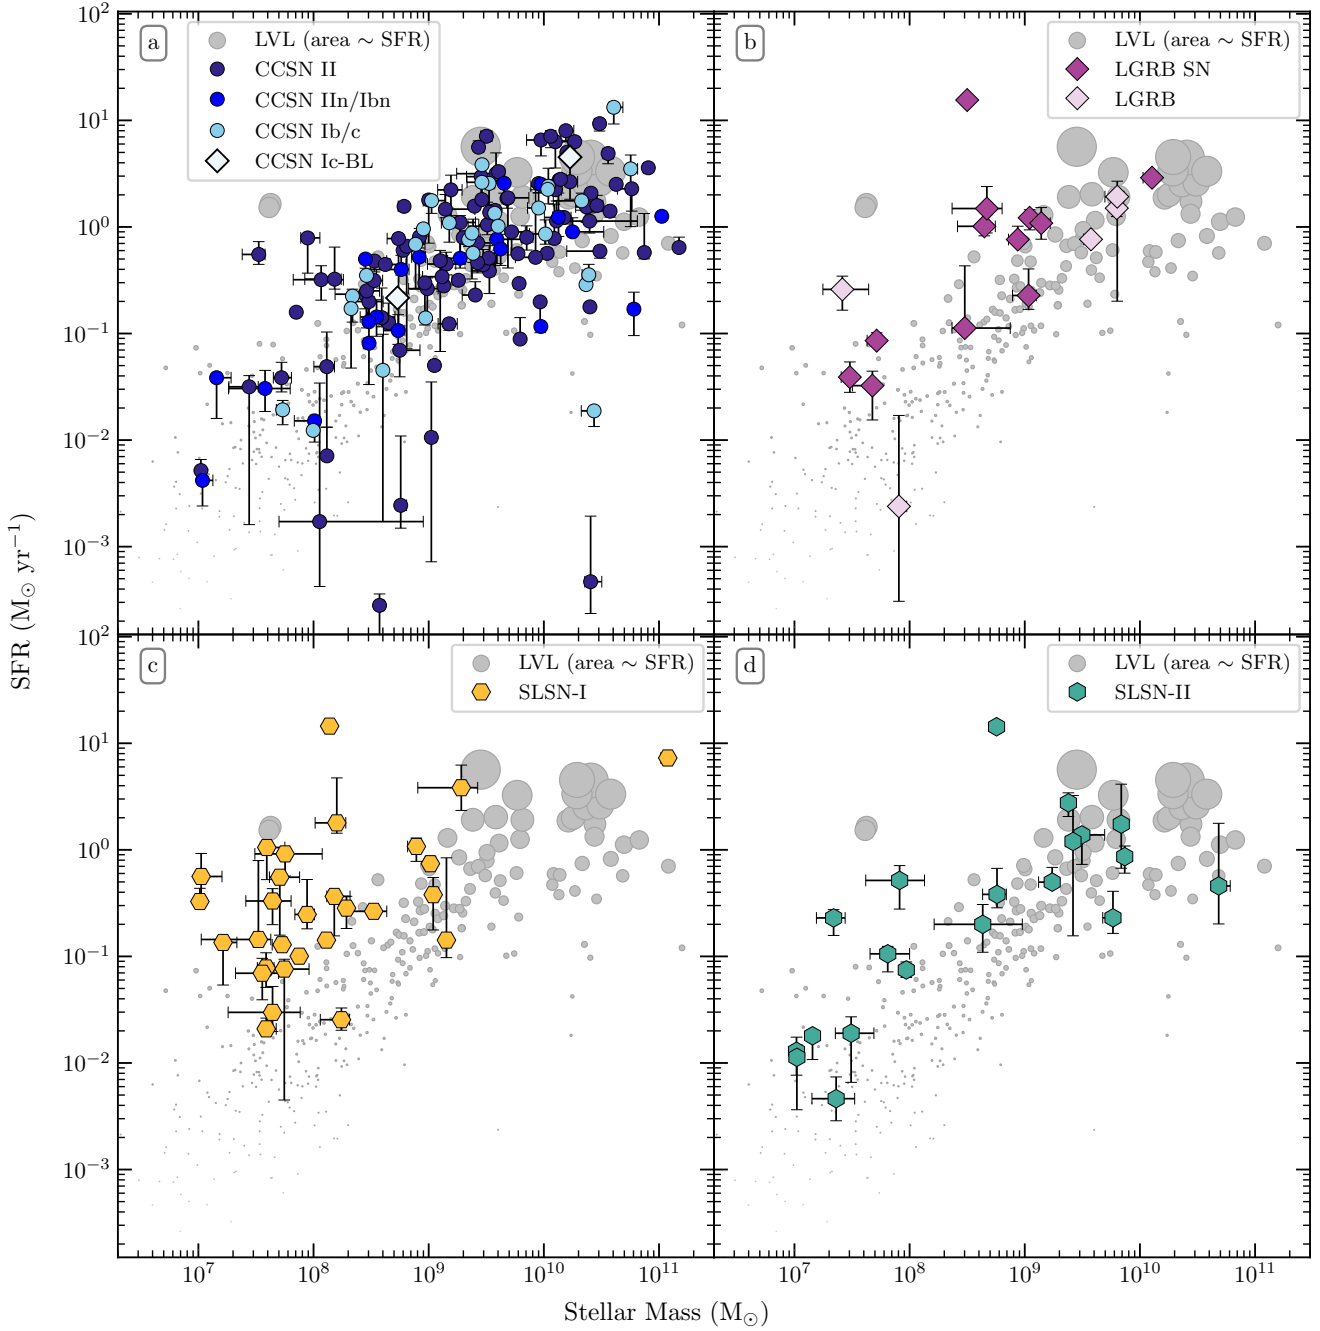 a
LVL (area ∼ SFR)
CCSN II
CCSN IIn/Ibn
CCSN Ib/c
CCSN Ic-BL
b
LVL (area ∼ SFR)
LGRB SN
LGRB
10²
10¹
10⁰
10⁻¹
10⁻²
10⁻³
c
LVL (area ∼ SFR)
SLSN-I
d
LVL (area ∼ SFR)
SLSN-II
10²
10¹
10⁰
10⁻¹
10⁻²
10⁻³
10⁷ 10⁸ 10⁹ 10¹⁰ 10¹¹
10⁷ 10⁸ 10⁹ 10¹⁰ 10¹¹
SFR (M⊙ yr⁻¹)
Stellar Mass (M⊙)